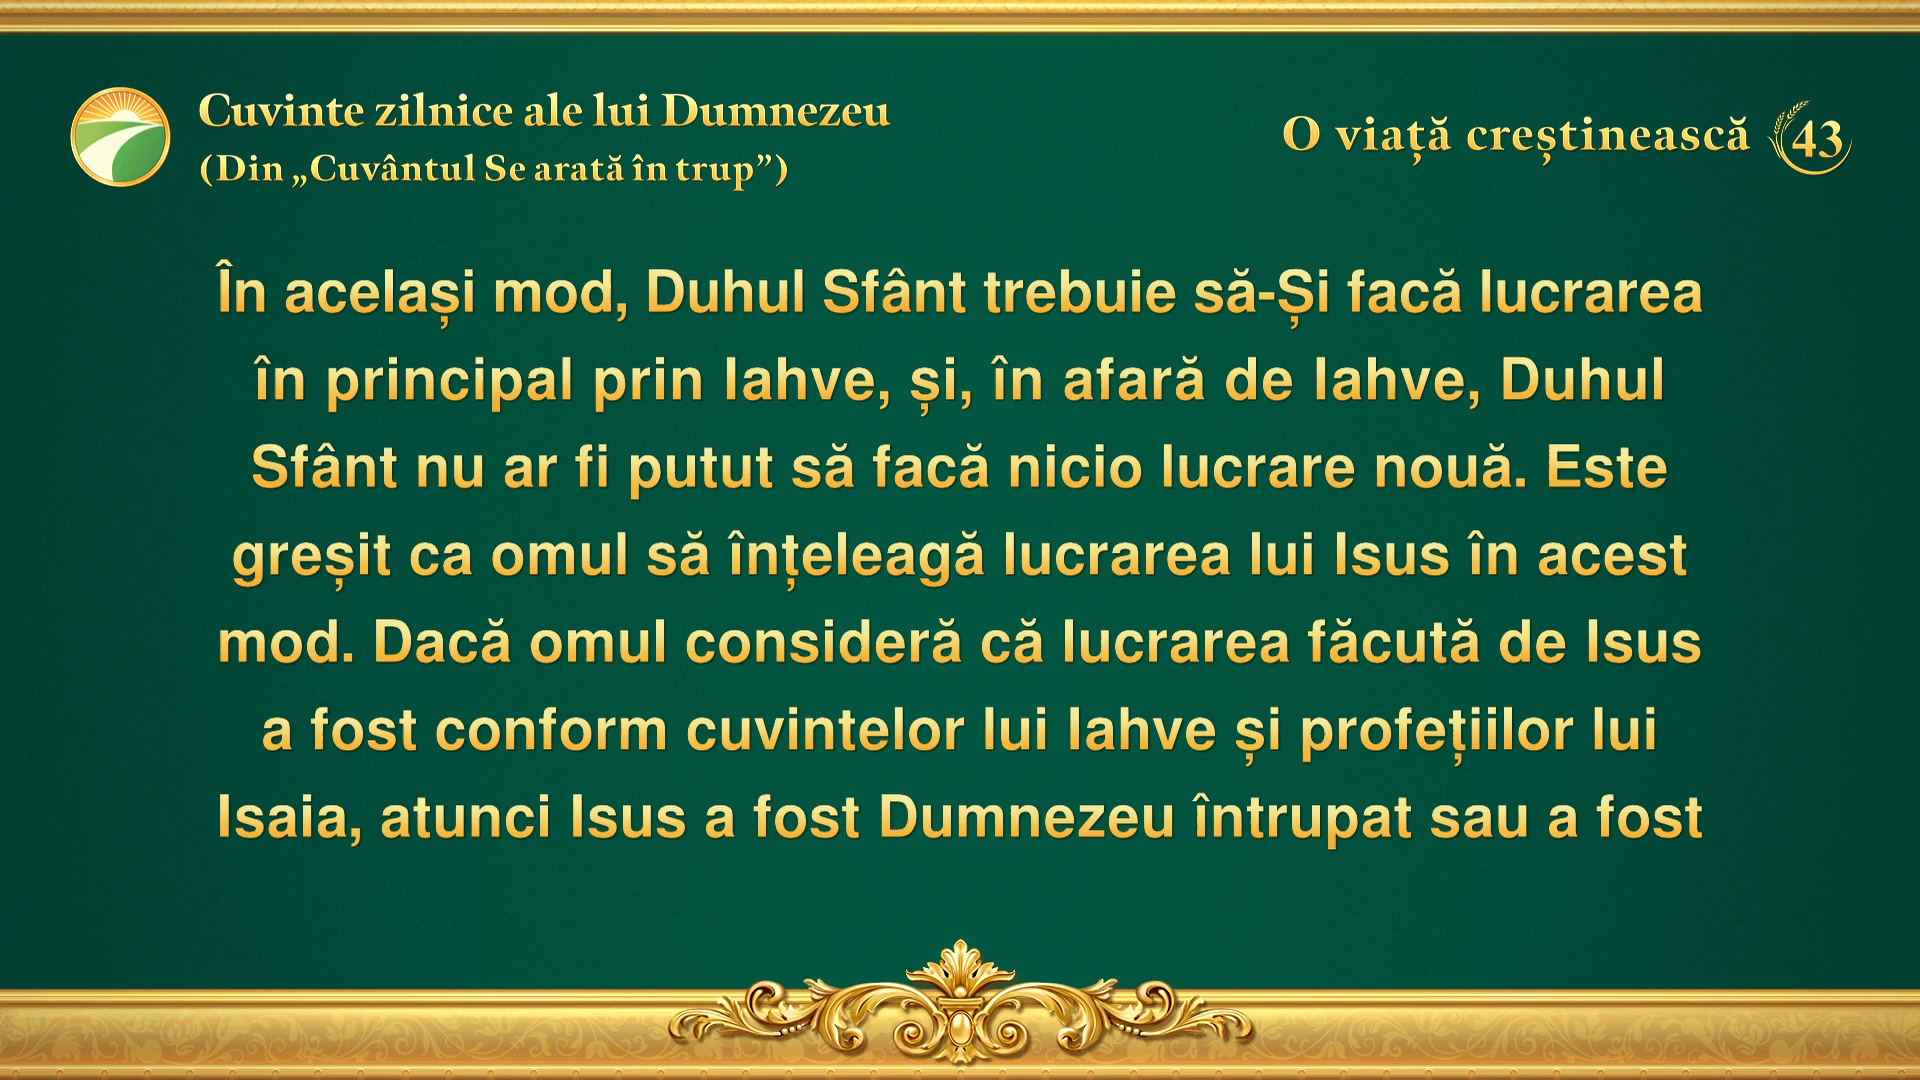 Cuvinte zilnice ale lui Dumnezeu
(Din „Cuvântul Se arată în trup”)
O viață creștinească 43
În același mod, Duhul Sfânt trebuie să-Și facă lucrarea
în principal prin Iahve, și, în afară de Iahve, Duhul
Sfânt nu ar fi putut să facă nicio lucrare nouă. Este
greșit ca omul să înțeleagă lucrarea lui Isus în acest
mod. Dacă omul consideră că lucrarea făcută de Isus
a fost conform cuvintelor lui Iahve și profețiilor lui
Isaia, atunci Isus a fost Dumnezeu întrupat sau a fost